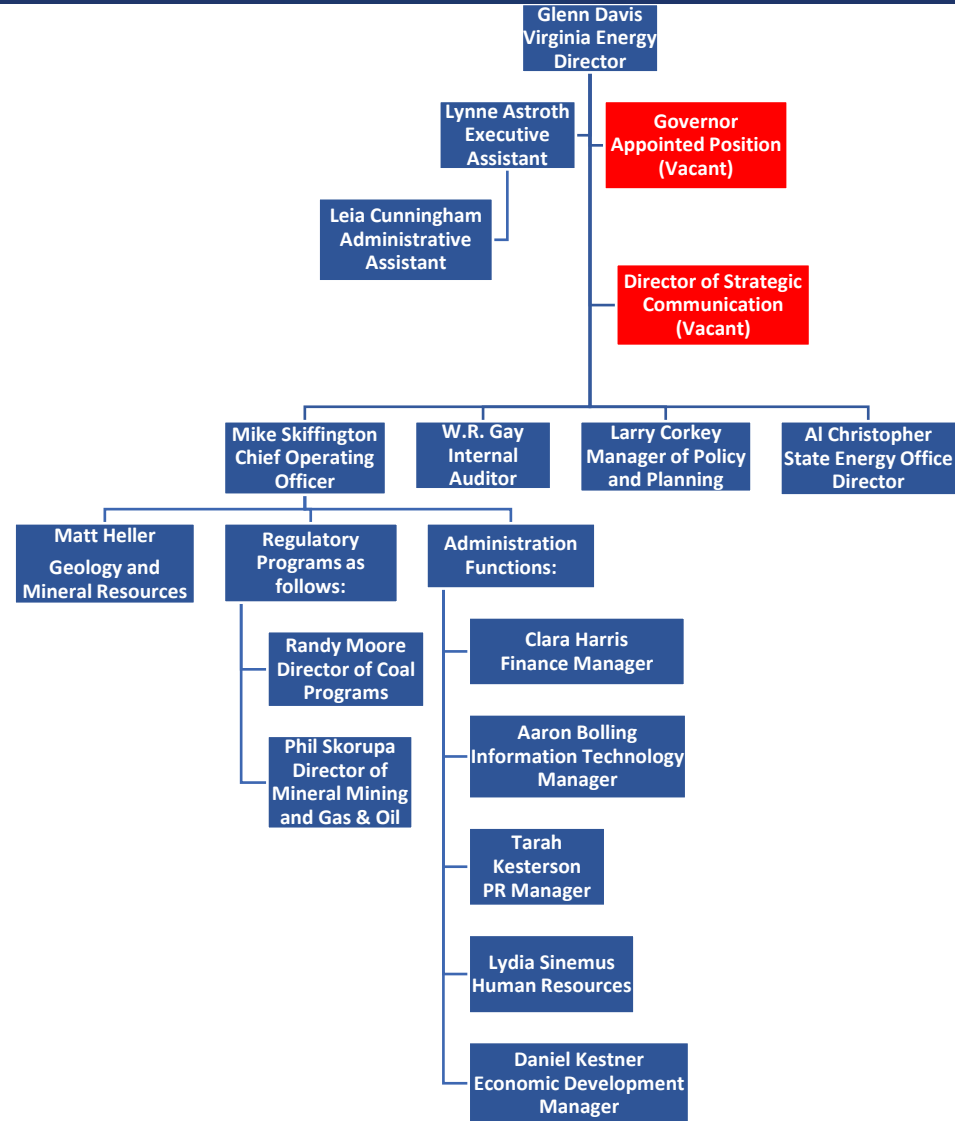 Glenn Davis
Virginia Energy
Director
Lynne Astroth
Executive
Assistant
Governor
Appointed Position
(Vacant)
Leia Cunningham
Administrative
Assistant
Director of Strategic
Communication
(Vacant)
Mike Skiffington
Chief Operating
Officer
W.R. Gay
Internal
Auditor
Larry Corkey
Manager of Policy
and Planning
Al Christopher
State Energy Office
Director
Matt Heller
Geology and
Mineral Resources
Regulatory
Programs as
follows:
Administration
Functions:
Randy Moore
Director of Coal
Programs
Phil Skorupa
Director of
Mineral Mining
and Gas & Oil
Clara Harris
Finance Manager
Aaron Bolling
Information Technology
Manager
Tarah
Kesterson
PR Manager
Lydia Sinemus
Human Resources
Daniel Kestner
Economic Development
Manager